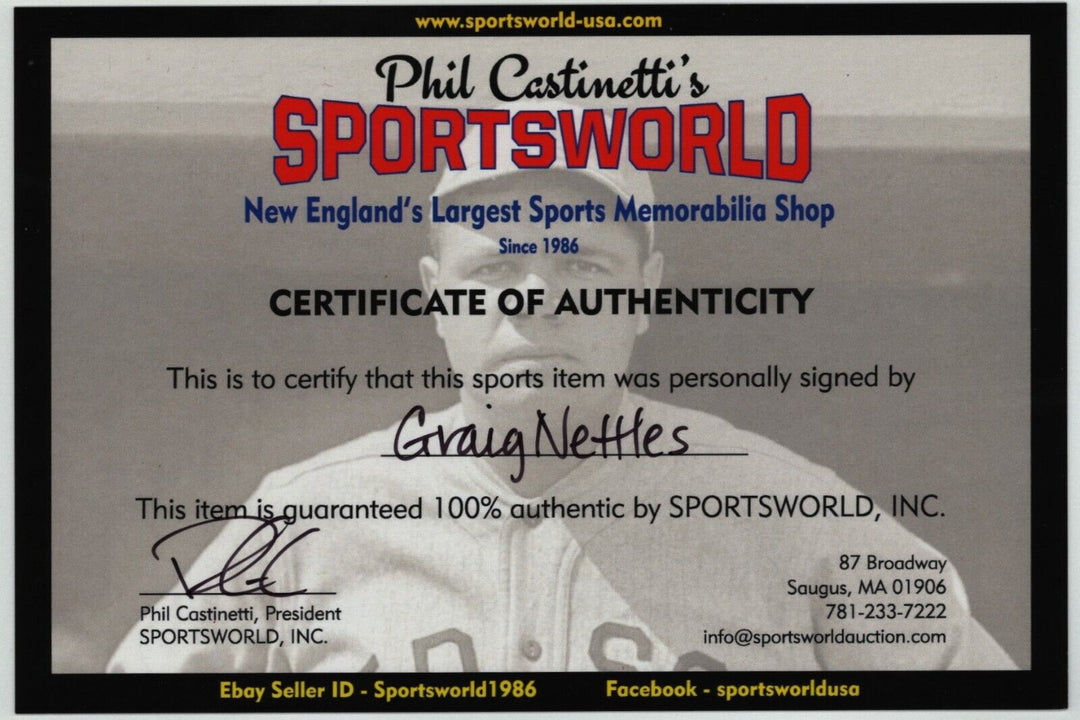 www.sportsworld-usa.com
Phil Castinetti's
SPORTSWORLD
New England's Largest Sports Memorabilia Shop
Since 1986
CERTIFICATE OF AUTHENTICITY
This is to certify that this sports item was personally signed by
Graig Nettles
This item is guaranteed 100% authentic by SPORTSWORLD, INC.
Phil Castinetti, President
SPORTSWORLD, INC.
87 Broadway
Saugus, MA 01906
781-233-7222
info@sportsworldauction.com
Ebay Seller ID - Sportsworld1986 Facebook - sportsworldusa